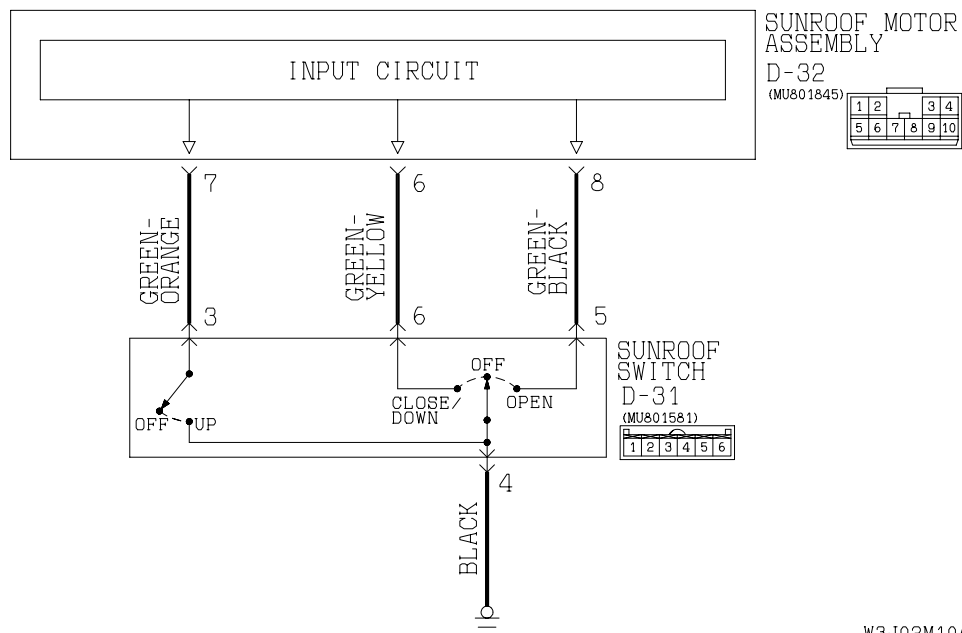 SUNROOF MOTOR
ASSEMBLY
D-32
(MU801845)
1 2 3 4
5 6 7 8 9 10
INPUT CIRCUIT
7 6 8
GREEN-
ORANGE
GREEN-
YELLOW
GREEN-
BLACK
3 6 5
SUNROOF
SWITCH
D-31
(MU801581)
1 2 3 4 5 6
OFF
CLOSE/
DOWN
OPEN
OFF UP
4
BLACK